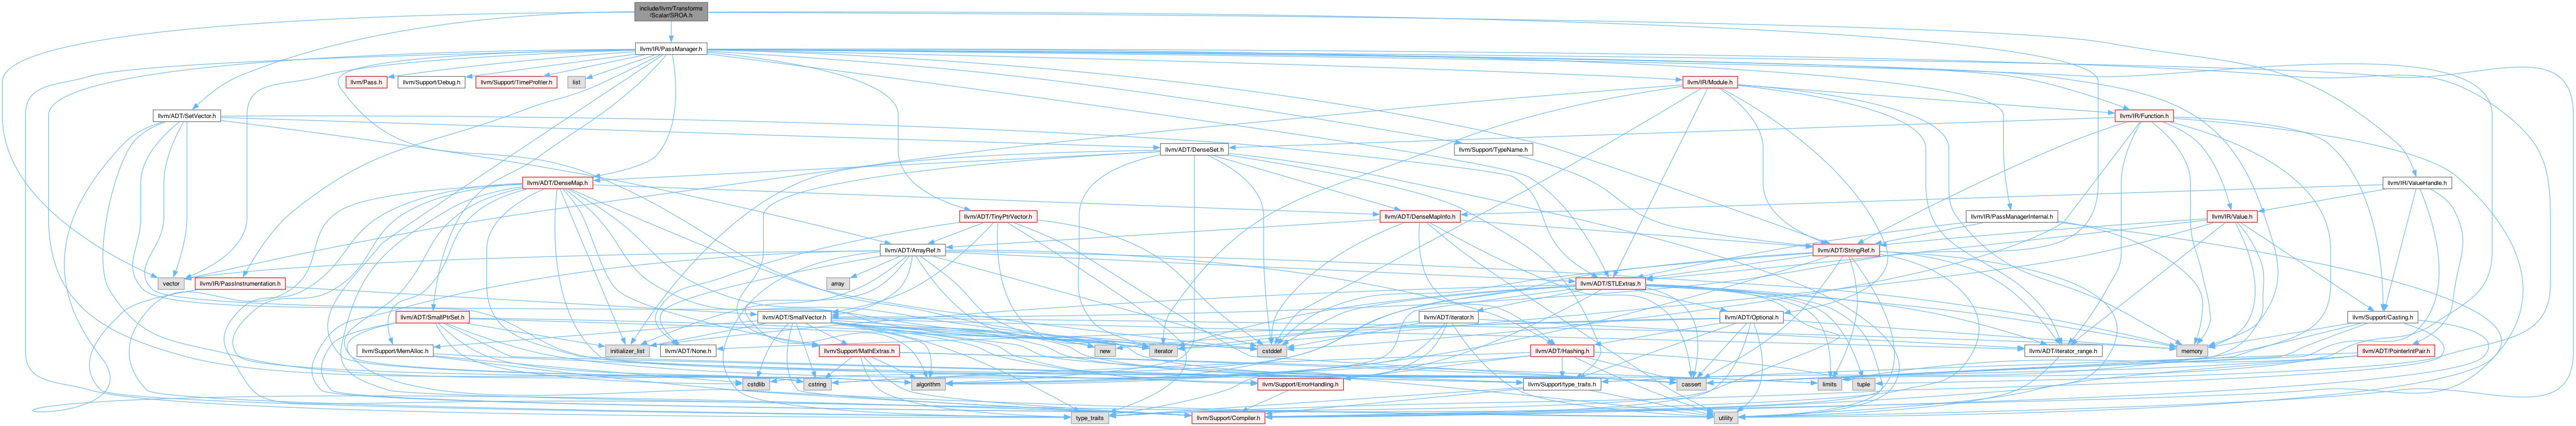 include/llvm/Transforms
/Scalar/SROA.h
llvm/IR/PassManager.h
llvm/Pass.h
llvm/Support/Debug.h
llvm/Support/TimeProfiler.h
list
llvm/IR/Module.h
llvm/ADT/SetVector.h
llvm/IR/Function.h
llvm/ADT/DenseSet.h
llvm/Support/TypeName.h
llvm/ADT/DenseMap.h
llvm/IR/ValueHandle.h
llvm/ADT/TinyPtrVector.h
llvm/ADT/DenseMapInfo.h
llvm/IR/PassManagerInternal.h
llvm/IR/Value.h
llvm/ADT/ArrayRef.h
llvm/ADT/StringRef.h
vector
llvm/IR/PassInstrumentation.h
array
llvm/ADT/STLExtras.h
llvm/ADT/SmallPtrSet.h
llvm/ADT/SmallVector.h
llvm/ADT/iterator.h
llvm/ADT/Optional.h
llvm/Support/Casting.h
llvm/Support/MemAlloc.h
initializer_list
llvm/ADT/None.h
llvm/Support/MathExtras.h
new
iterator
cstddef
llvm/ADT/Hashing.h
llvm/ADT/iterator_range.h
memory
llvm/ADT/PointerIntPair.h
cstdlib
cstring
algorithm
llvm/Support/ErrorHandling.h
llvm/Support/type_traits.h
cassert
limits
tuple
type_traits
llvm/Support/Compiler.h
utility